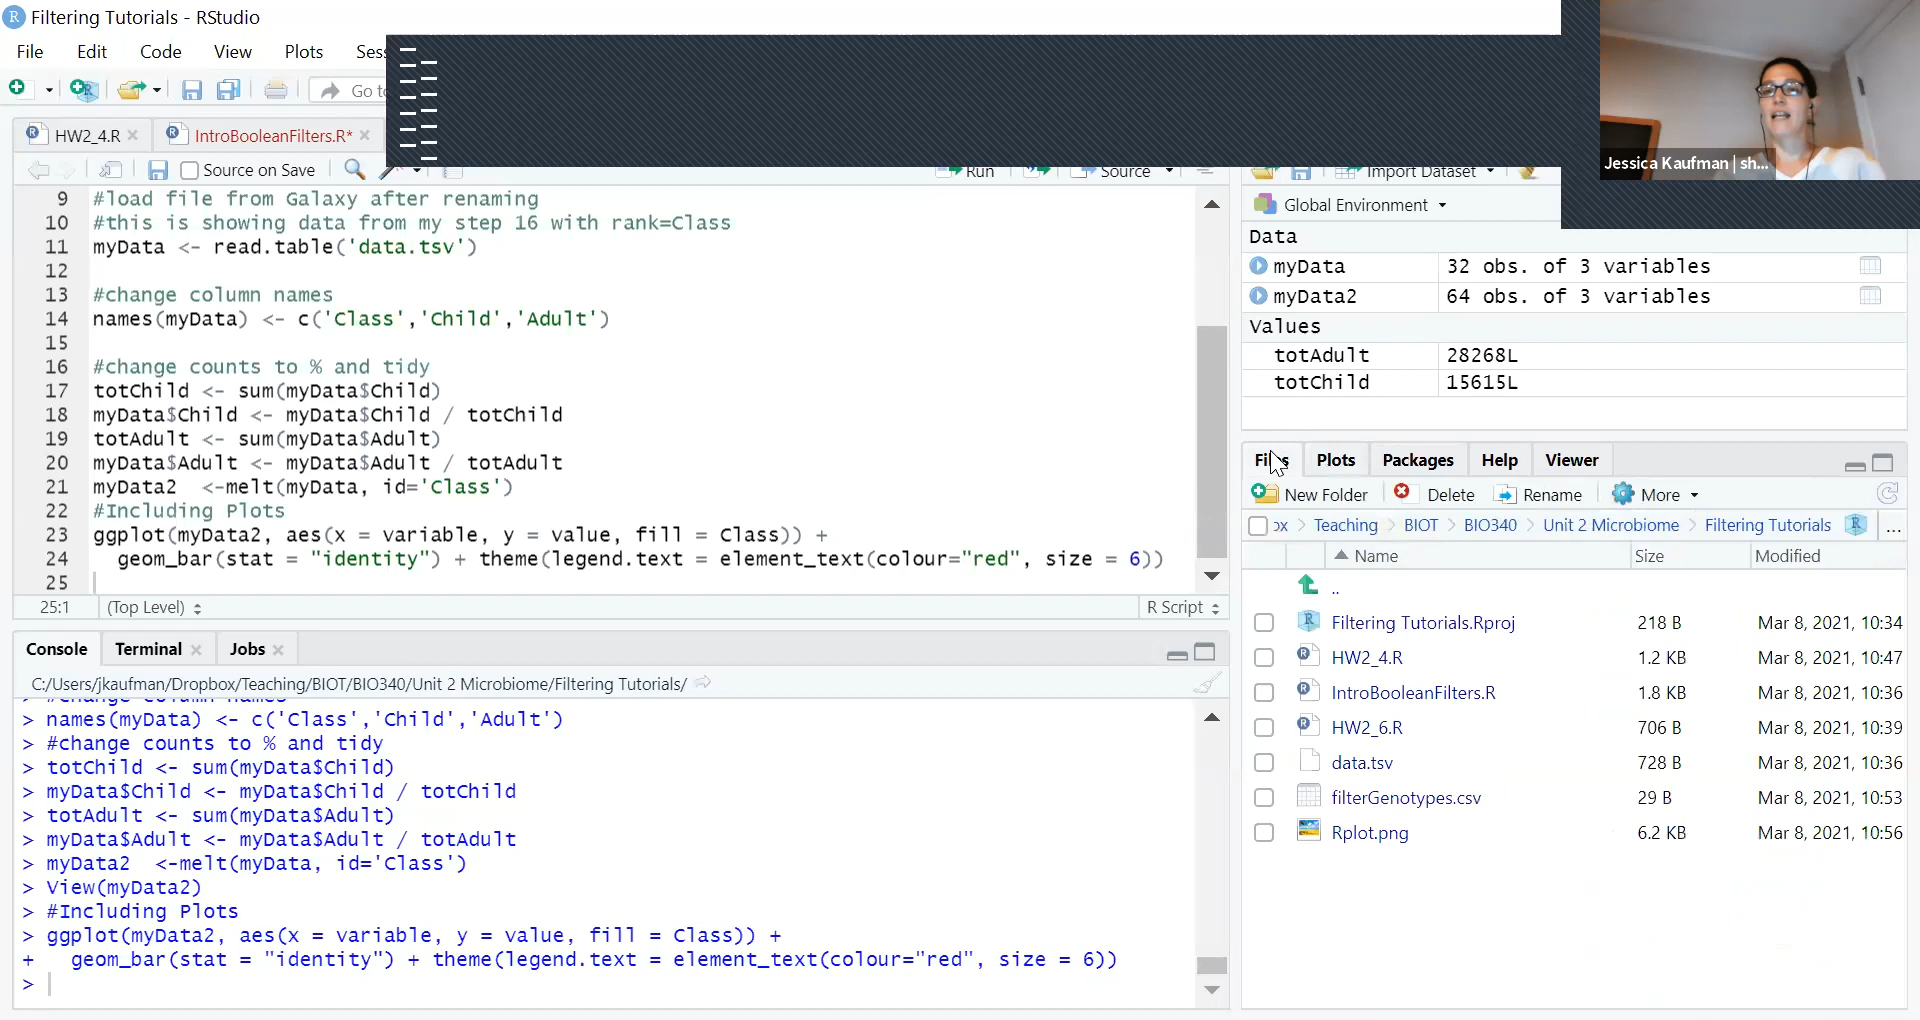 Filtering Tutorials - RStudio
File Edit Code View Plots Ses
Go to
HW2_4.R IntroBooleanFilters.R*
Source on Save Run Source
9 #load file from Galaxy after renaming
10 #this is showing data from my step 16 with rank=Class
11 myData <- read.table('data.tsv')
12
13 #change column names
14 names(myData) <- c('Class','Child','Adult')
15
16 #change counts to % and tidy
17 totChild <- sum(myData$Child)
18 myData$Child <- myData$Child / totChild
19 totAdult <- sum(myData$Adult)
20 myData$Adult <- myData$Adult / totAdult
21 myData2  <-melt(myData, id='Class')
22 #Including Plots
23 ggplot(myData2, aes(x = variable, y = value, fill = Class)) +
24   geom_bar(stat = "identity") + theme(legend.text = element_text(colour="red", size = 6))
25
25:1 (Top Level) R Script
Console Terminal Jobs
C:/Users/jkaufman/Dropbox/Teaching/BIOT/BIO340/Unit 2 Microbiome/Filtering Tutorials/
> #change column names
> names(myData) <- c('Class','Child','Adult')
> #change counts to % and tidy
> totChild <- sum(myData$Child)
> myData$Child <- myData$Child / totChild
> totAdult <- sum(myData$Adult)
> myData$Adult <- myData$Adult / totAdult
> myData2  <-melt(myData, id='Class')
> View(myData2)
> #Including Plots
> ggplot(myData2, aes(x = variable, y = value, fill = Class)) +
+   geom_bar(stat = "identity") + theme(legend.text = element_text(colour="red", size = 6))
>
Jessica Kaufman | sh...
Import Dataset
Global Environment
Data
myData 32 obs. of 3 variables
myData2 64 obs. of 3 variables
Values
totAdult 28268L
totChild 15615L
Files Plots Packages Help Viewer
New Folder Delete Rename More
ox > Teaching > BIOT > BIO340 > Unit 2 Microbiome > Filtering Tutorials ...
Name Size Modified
..
Filtering Tutorials.Rproj 218 B Mar 8, 2021, 10:34
HW2_4.R 1.2 KB Mar 8, 2021, 10:47
IntroBooleanFilters.R 1.8 KB Mar 8, 2021, 10:36
HW2_6.R 706 B Mar 8, 2021, 10:39
data.tsv 728 B Mar 8, 2021, 10:36
filterGenotypes.csv 29 B Mar 8, 2021, 10:53
Rplot.png 6.2 KB Mar 8, 2021, 10:56